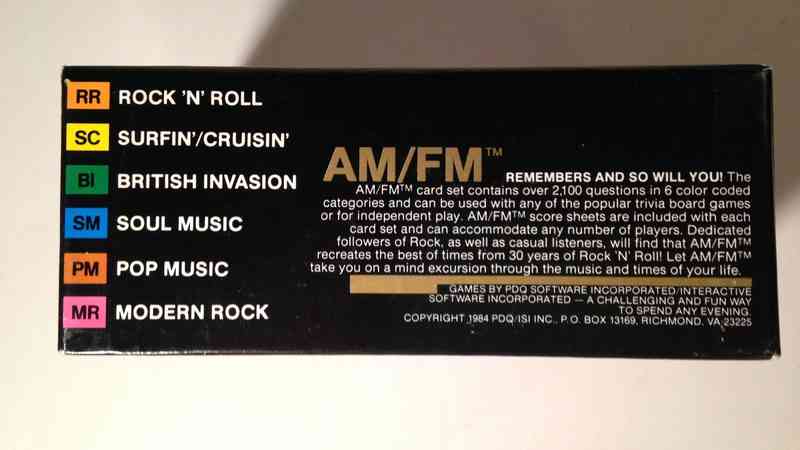 RR ROCK 'N' ROLL
SC SURFIN'/CRUISIN'
BI BRITISH INVASION
SM SOUL MUSIC
PM POP MUSIC
MR MODERN ROCK
AM/FM™
REMEMBERS AND SO WILL YOU! The
AM/FM™ card set contains over 2,100 questions in 6 color coded
categories and can be used with any of the popular trivia board games
or for independent play. AM/FM™ score sheets are included with each
card set and can accommodate any number of players. Dedicated
followers of Rock, as well as casual listeners, will find that AM/FM™
recreates the best of times from 30 years of Rock 'N' Roll! Let AM/FM™
take you on a mind excursion through the music and times of your life.
GAMES BY PDQ SOFTWARE INCORPORATED/INTERACTIVE
SOFTWARE INCORPORATED — A CHALLENGING AND FUN WAY
TO SPEND ANY EVENING.
COPYRIGHT 1984 PDQ/ISI INC., P.O. BOX 13169, RICHMOND, VA 23225